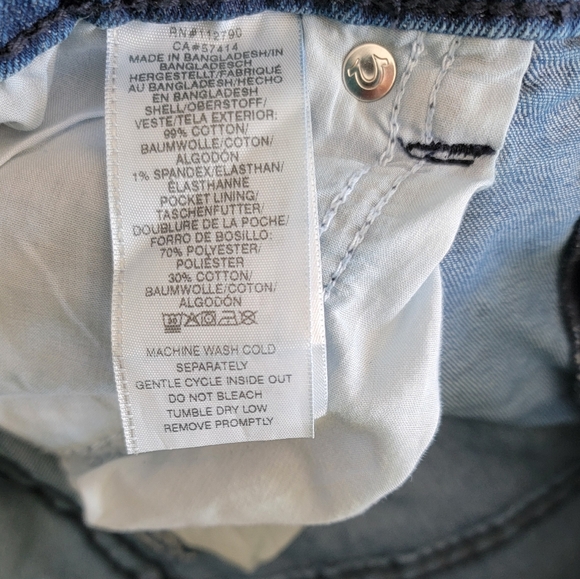 RN#112790
CA#57414
MADE IN BANGLADESH/IN
BANGLADESCH
HERGESTELLT/FABRIQUÉ
AU BANGLADESH/HECHO
EN BANGLADESH
SHELL/OBERSTOFF/
VESTE/TELA EXTERIOR:
99% COTTON/
BAUMWOLLE/COTON/
ALGODÓN
1% SPANDEX/ELASTHAN/
ÉLASTHANNE
POCKET LINING/
TASCHENFUTTER/
DOUBLURE DE LA POCHE/
FORRO DE BOSILLO:
70% POLYESTER/
POLIÉSTER
30% COTTON/
BAUMWOLLE/COTON/
ALGODÓN
30
MACHINE WASH COLD
SEPARATELY
GENTLE CYCLE INSIDE OUT
DO NOT BLEACH
TUMBLE DRY LOW
REMOVE PROMPTLY